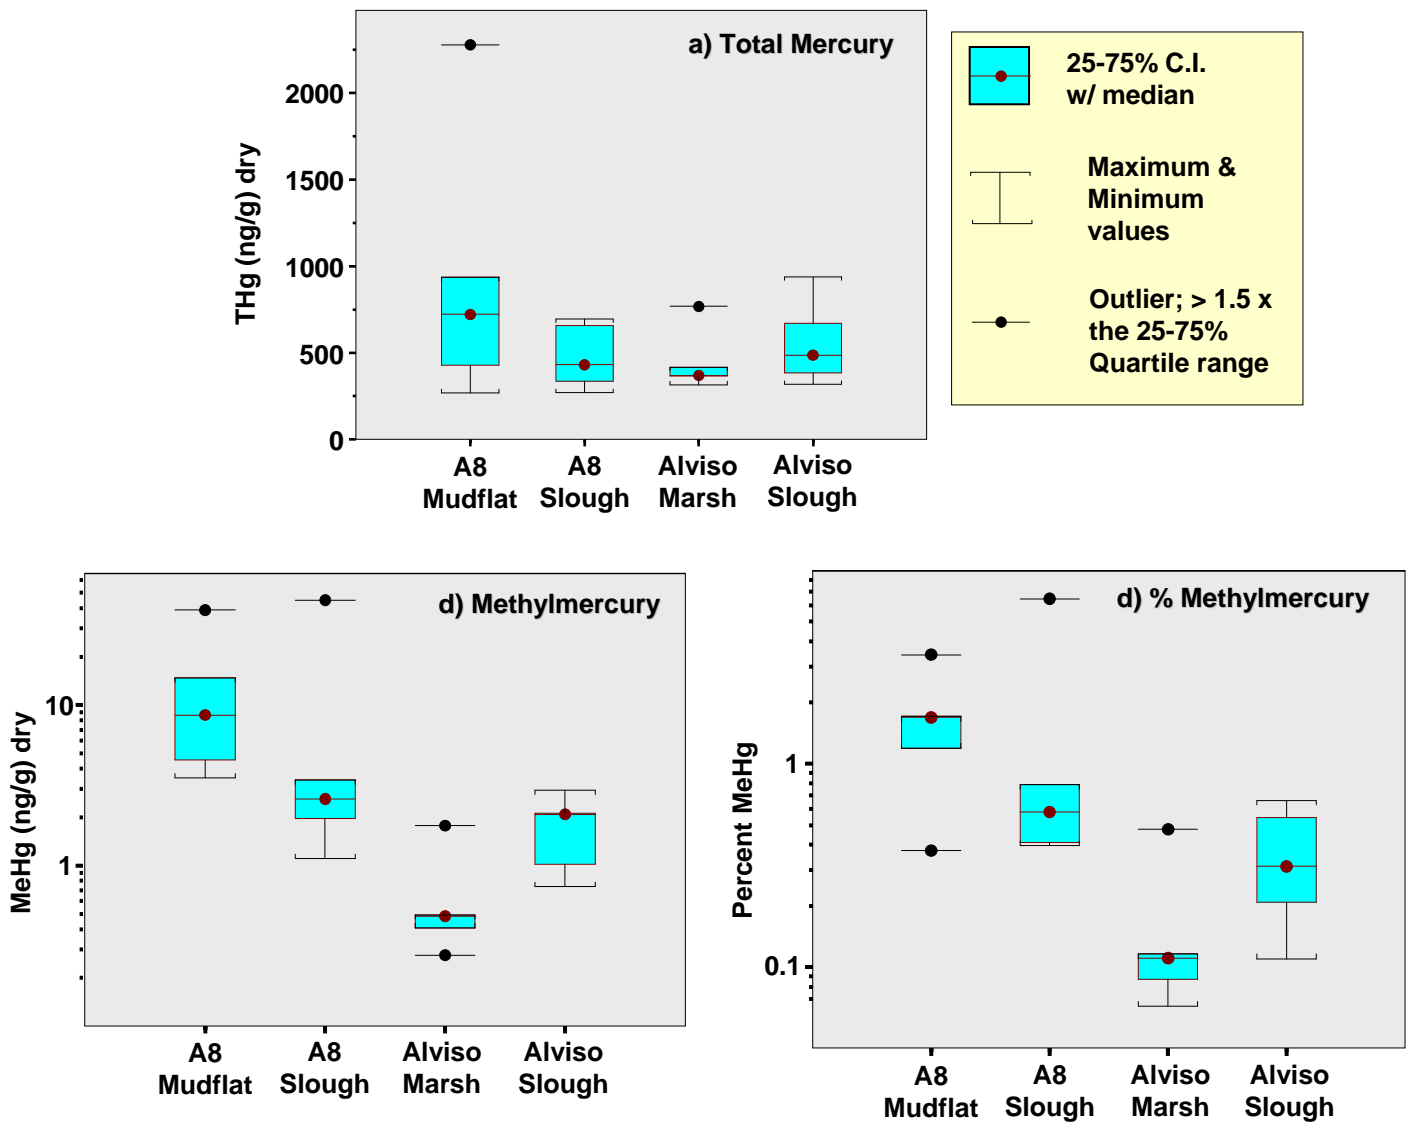 a) Total Mercury
THg (ng/g) dry
2000
1500
1000
500
0
A8
Mudflat
A8
Slough
Alviso
Marsh
Alviso
Slough
25-75% C.I.
w/ median
Maximum &
Minimum
values
Outlier; > 1.5 x
the 25-75%
Quartile range
d) Methylmercury
MeHg (ng/g) dry
10
1
A8
Mudflat
A8
Slough
Alviso
Marsh
Alviso
Slough
d) % Methylmercury
Percent MeHg
1
0.1
A8
Mudflat
A8
Slough
Alviso
Marsh
Alviso
Slough